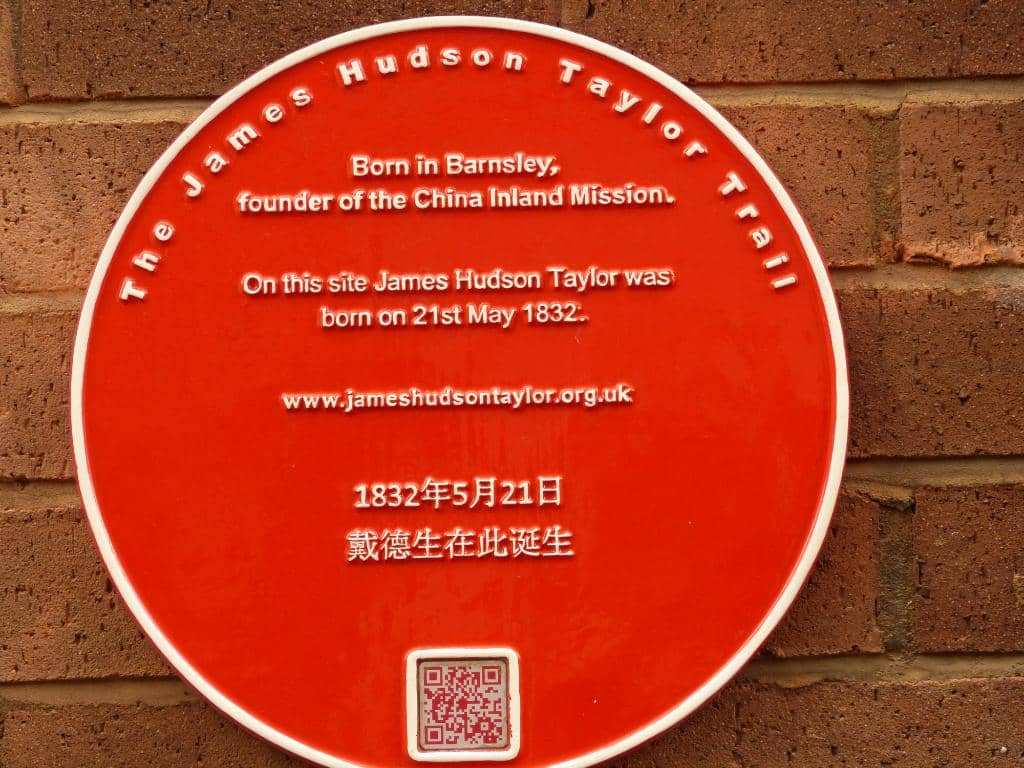 The James Hudson Taylor Trail
Born in Barnsley,
founder of the China Inland Mission.
On this site James Hudson Taylor was
born on 21st May 1832.
www.jameshudsontaylor.org.uk
1832年5月21日
戴德生在此诞生